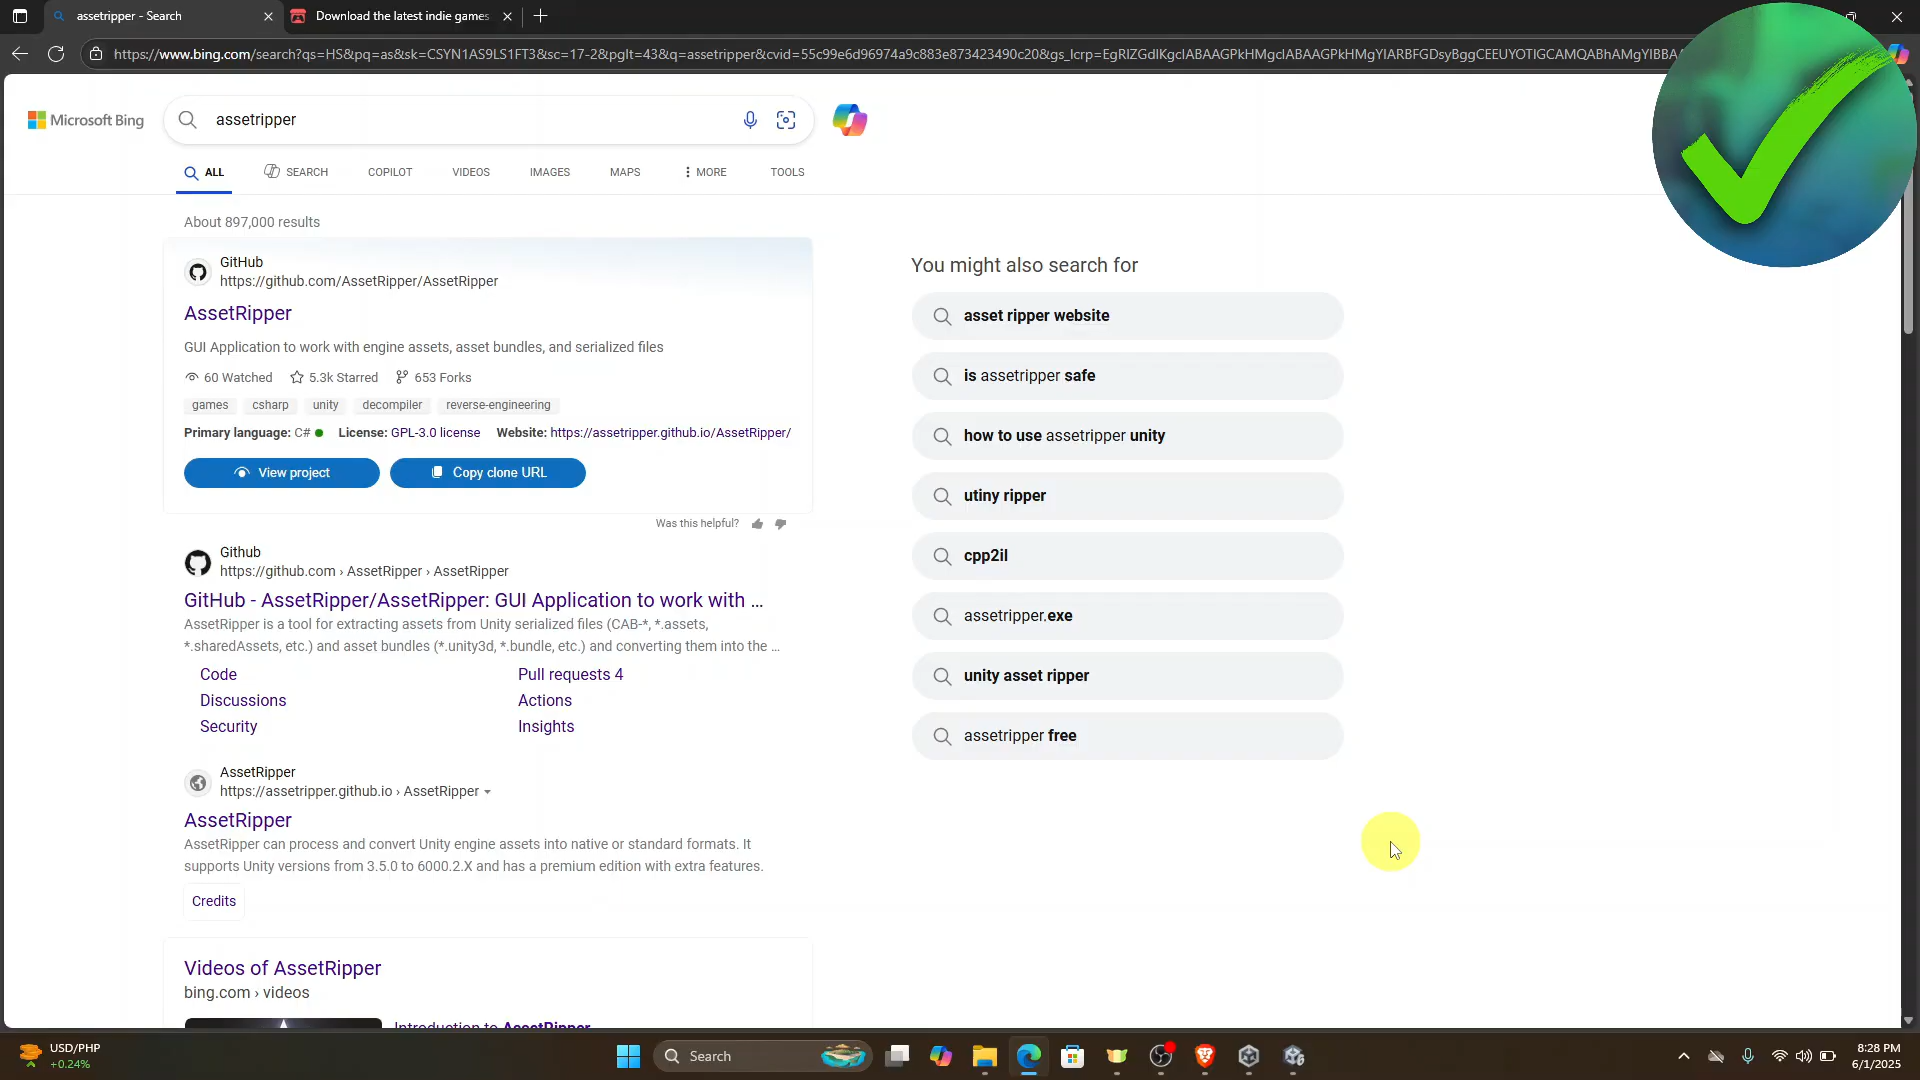 assetripper - Search
Download the latest indie games
https://www.bing.com/search?qs=HS&pq=as&sk=CSYN1AS9LS1FT3&sc=17-2&pglt=43&q=assetripper&cvid=55c99e6d96974a9c883e873423490c20&gs_lcrp=EgRlZGdlKgcIABAAGPkHMgcIABAAGPkHMgYIARBFGDsyBggCEEUYOTIGCAMQABhAMgYIBBAA
Microsoft Bing
assetripper
ALL
SEARCH
COPILOT
VIDEOS
IMAGES
MAPS
MORE
TOOLS
About 897,000 results
GitHub
https://github.com/AssetRipper/AssetRipper
AssetRipper
GUI Application to work with engine assets, asset bundles, and serialized files
60 Watched 5.3k Starred 653 Forks
games csharp unity decompiler reverse-engineering
Primary language: C# License: GPL-3.0 license Website: https://assetripper.github.io/AssetRipper/
View project
Copy clone URL
Was this helpful?
Github
https://github.com › AssetRipper › AssetRipper
GitHub - AssetRipper/AssetRipper: GUI Application to work with ...
AssetRipper is a tool for extracting assets from Unity serialized files (CAB-*, *.assets,
*.sharedAssets, etc.) and asset bundles (*.unity3d, *.bundle, etc.) and converting them into the ...
Code
Pull requests 4
Discussions
Actions
Security
Insights
AssetRipper
https://assetripper.github.io › AssetRipper
AssetRipper
AssetRipper can process and convert Unity engine assets into native or standard formats. It
supports Unity versions from 3.5.0 to 6000.2.X and has a premium edition with extra features.
Credits
Videos of AssetRipper
bing.com › videos
Introduction to AssetRipper
You might also search for
asset ripper website
is assetripper safe
how to use assetripper unity
utiny ripper
cpp2il
assetripper.exe
unity asset ripper
assetripper free
USD/PHP
+0.24%
Search
8:28 PM
6/1/2025